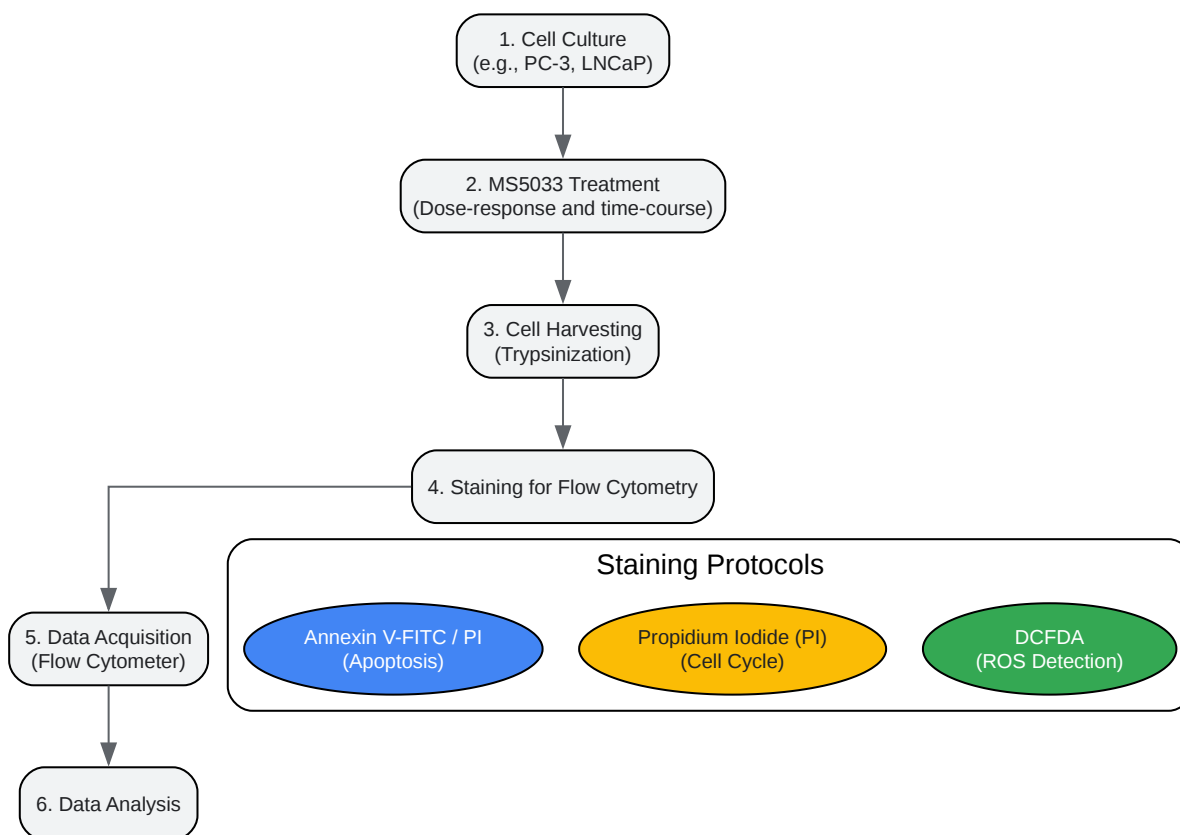 1. Cell Culture
(e.g., PC-3, LNCaP)
2. MS5033 Treatment
(Dose-response and time-course)
3. Cell Harvesting
(Trypsinization)
4. Staining for Flow Cytometry
Staining Protocols
5. Data Acquisition
(Flow Cytometer)
Annexin V-FITC / PI
(Apoptosis)
Propidium Iodide (PI)
(Cell Cycle)
DCFDA
(ROS Detection)
6. Data Analysis